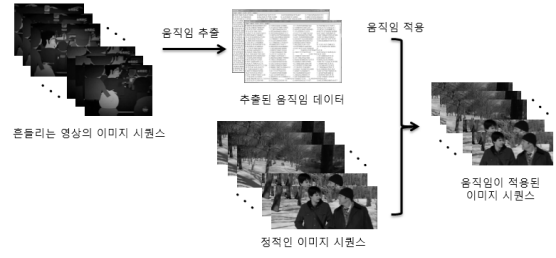 움직임 추출
움직임 적용
추출된 움직임 데이터
흔들리는 영상의 이미지 시퀀스
움직임이 적용된
이미지 시퀀스
정적인 이미지 시퀀스